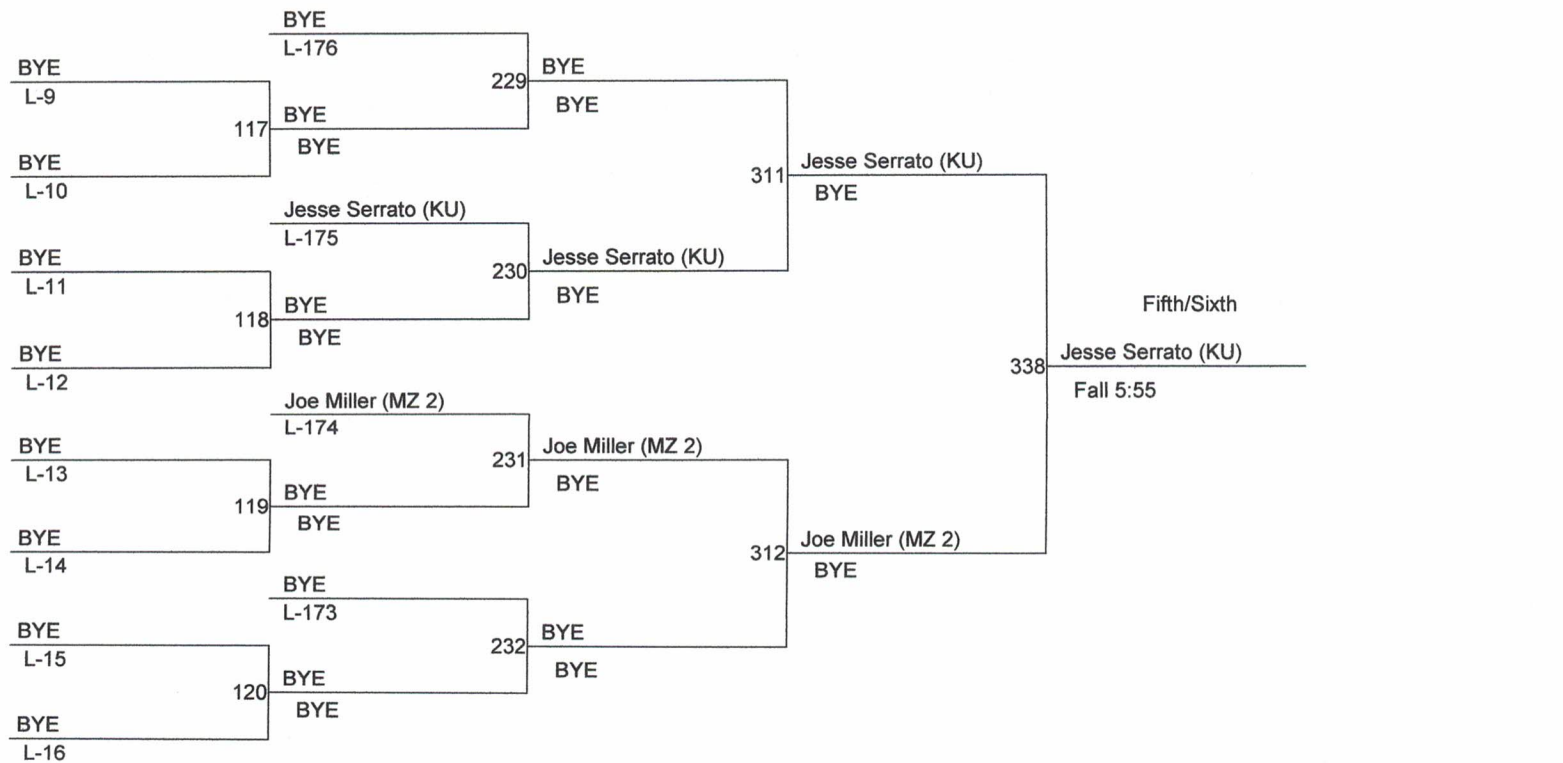 BYE
L-9
BYE
L-10
BYE
L-11
BYE
L-12
BYE
L-13
BYE
L-14
BYE
L-15
BYE
L-16
117
118
119
120
BYE
L-176
BYE
BYE
Jesse Serrato (KU)
L-175
BYE
BYE
Joe Miller (MZ 2)
L-174
BYE
BYE
BYE
L-173
BYE
BYE
229
230
231
232
BYE
BYE
Jesse Serrato (KU)
BYE
Joe Miller (MZ 2)
BYE
BYE
BYE
311
312
Jesse Serrato (KU)
BYE
Joe Miller (MZ 2)
BYE
338
Fifth/Sixth
Jesse Serrato (KU)
Fall 5:55